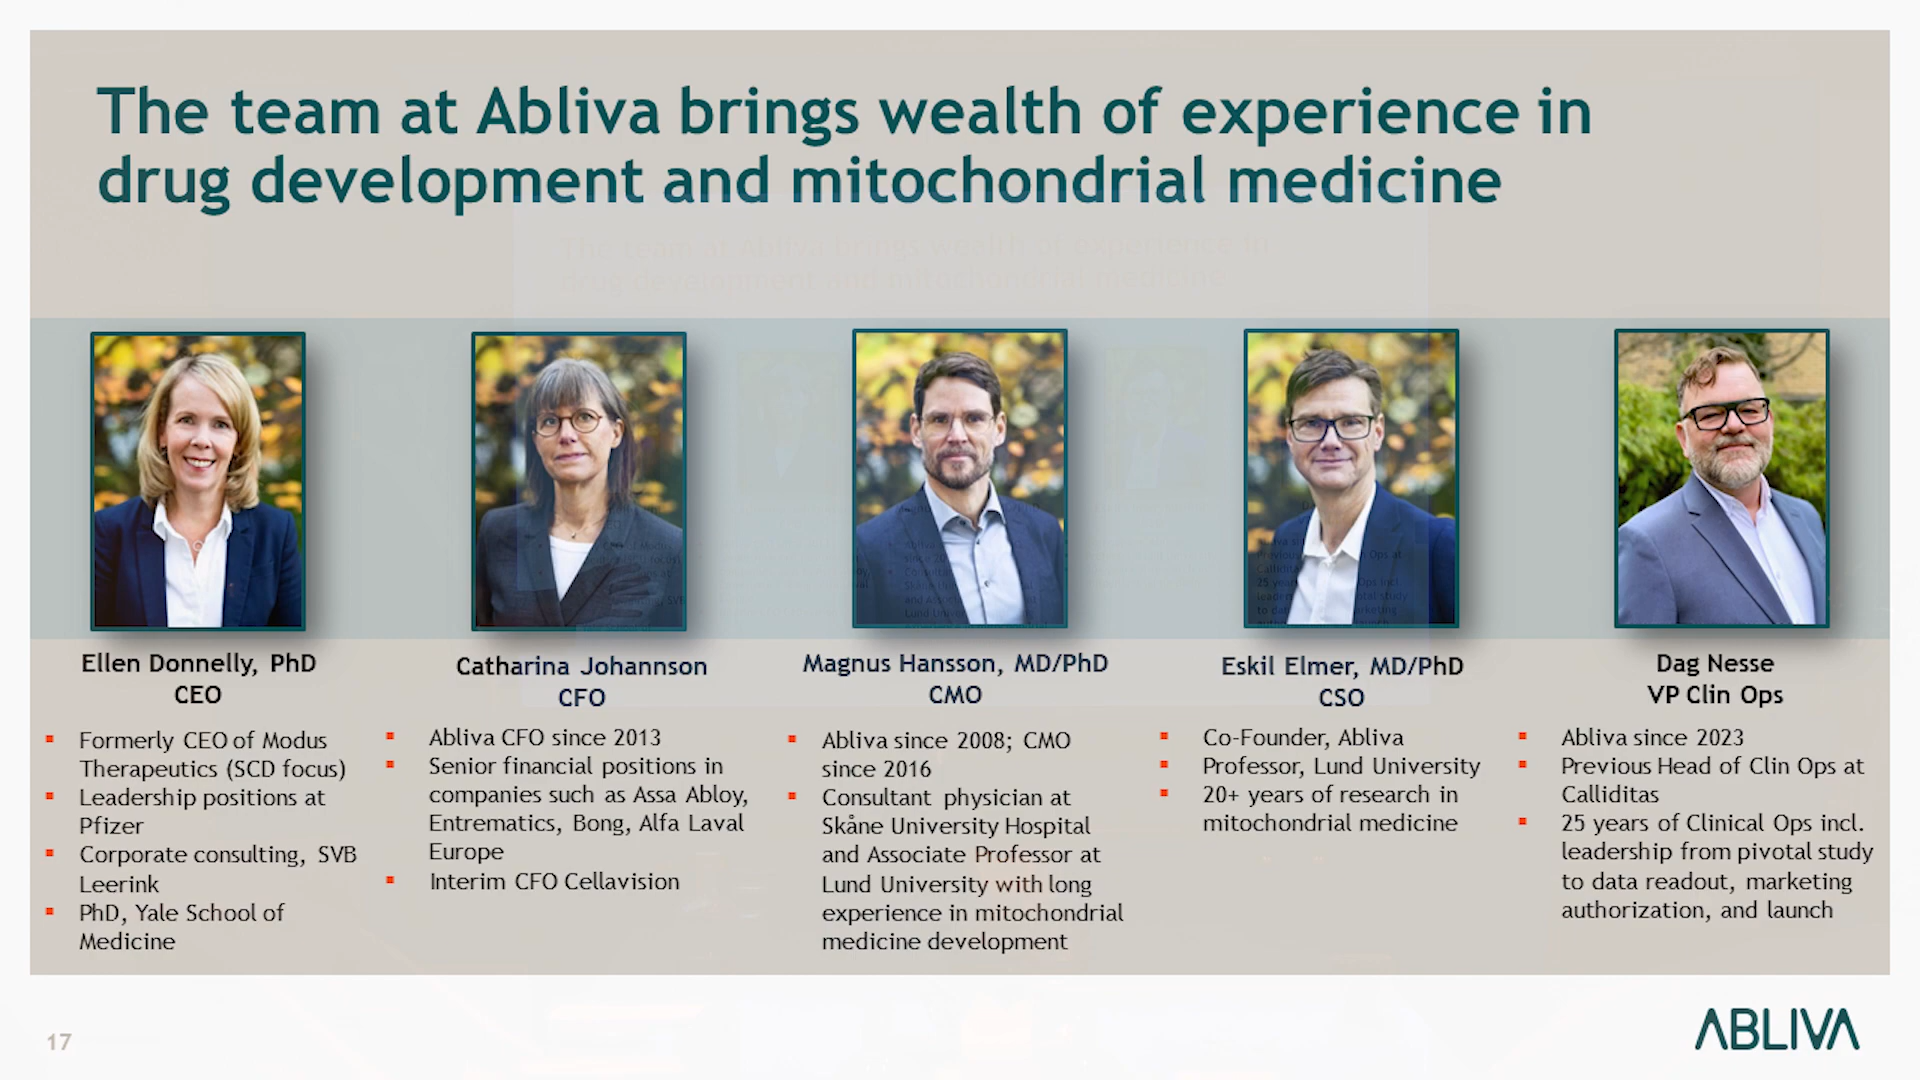 The team at Abliva brings wealth of experience in
drug development and mitochondrial medicine
Ellen Donnelly, PhD
CEO
Formerly CEO of Modus
Therapeutics (SCD focus)
Leadership positions at
Pfizer
Corporate consulting, SVB
Leerink
PhD, Yale School of
Medicine
Catharina Johannson
CFO
Abliva CFO since 2013
Senior financial positions in
companies such as Assa Abloy,
Entrematics, Bong, Alfa Laval
Europe
Interim CFO Cellavision
Magnus Hansson, MD/PhD
CMO
Abliva since 2008; CMO
since 2016
Consultant physician at
Skåne University Hospital
and Associate Professor at
Lund University with long
experience in mitochondrial
medicine development
Eskil Elmer, MD/PhD
CSO
Co-Founder, Abliva
Professor, Lund University
20+ years of research in
mitochondrial medicine
Dag Nesse
VP Clin Ops
Abliva since 2023
Previous Head of Clin Ops at
Calliditas
25 years of Clinical Ops incl.
leadership from pivotal study
to data readout, marketing
authorization, and launch
17
ABLIVA